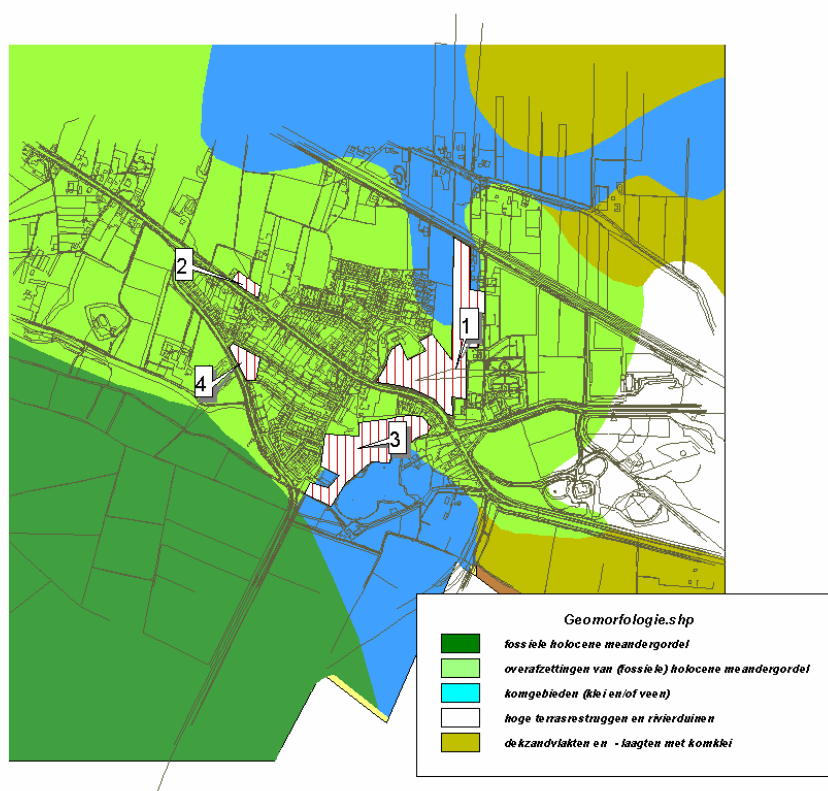 2
1
4
3
Geomorfologie.shp
fossiele holocene meandergordel
overafzettingen van (fossiele) holocene meandergordel
komgebieden (klei en/of veen)
hoge terrasrestruggen en rivierduinen
dekzandvlakten en - laagten met komklei